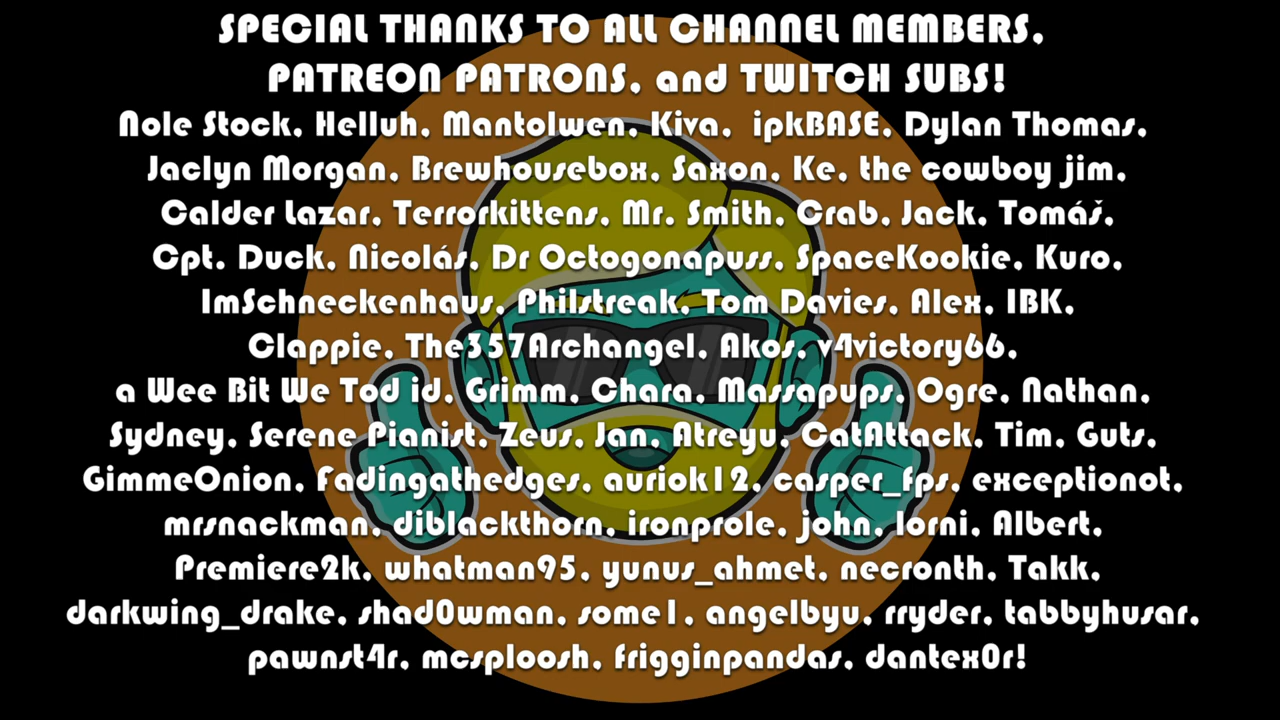 SPECIAL THANKS TO ALL CHANNEL MEMBERS,
PATREON PATRONS, and TWITCH SUBS!
Nole Stock, Helluh, Mantolwen, Kiva, ipkBASE, Dylan Thomas,
Jaclyn Morgan, Brewhousebox, Saxon, Ke, the cowboy jim,
Calder Lazar, Terrorkittens, Mr. Smith, Crab, Jack, Tomáš,
Cpt. Duck, Nicolás, Dr Octogonapuss, SpaceKookie, Kuro,
ImSchneckenhaus, Philstreak, Tom Davies, Alex, IBK,
Clappie, The357Archangel, Akos, v4victory66,
a Wee Bit We Tod id, Grimm, Chara, Massapups, Ogre, Nathan,
Sydney, Serene Pianist, Zeus, Jan, Atreyu, CatAttack, Tim, Guts,
GimmeOnion, Fadingathedges, auriok12, casper_fps, exceptionot,
mrsnackman, diblackthorn, ironprole, john, lorni, Albert,
Premiere2k, whatman95, yunus_ahmet, necronth, Takk,
darkwing_drake, shad0wman, some1, angelbyu, rryder, tabbyhusar,
pawnst4r, mcsploosh, frigginpandas, dantex0r!